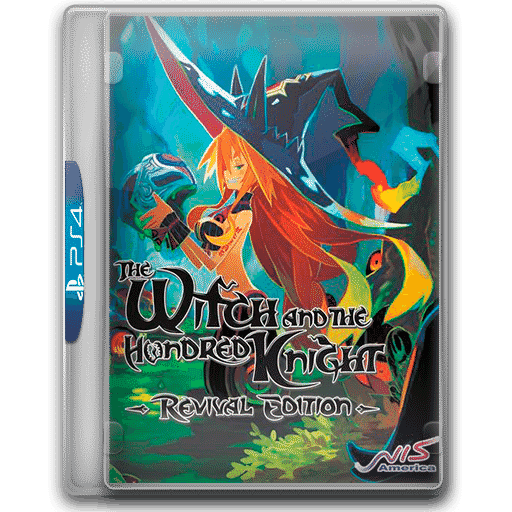 PS4
THE
WITCH AND THE
HUNDRED KNIGHT
REVIVAL EDITION
NIS
America